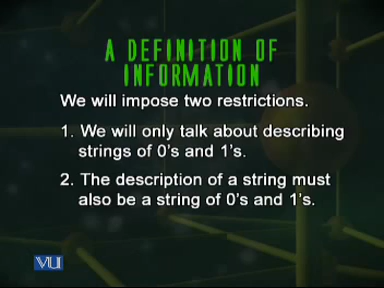 A DEFINITION OF
INFORMATION
We will impose two restrictions.
1. We will only talk about describing
strings of 0's and 1's.
2. The description of a string must
also be a string of 0's and 1's.
VU